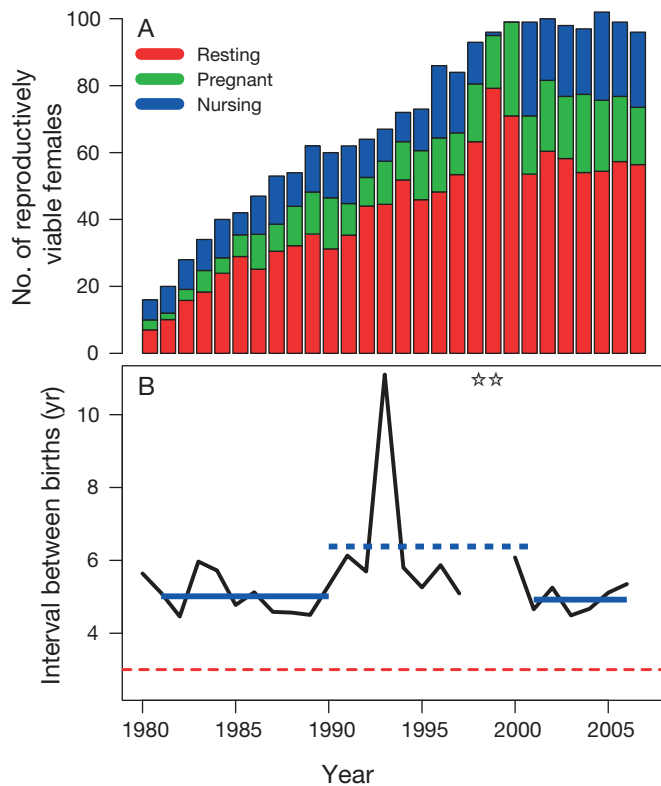 A
Resting
Pregnant
Nursing
No. of reproductively
viable females
100
80
60
40
20
0
B
☆☆
Interval between births (yr)
10
8
6
4
1980 1985 1990 1995 2000 2005
Year